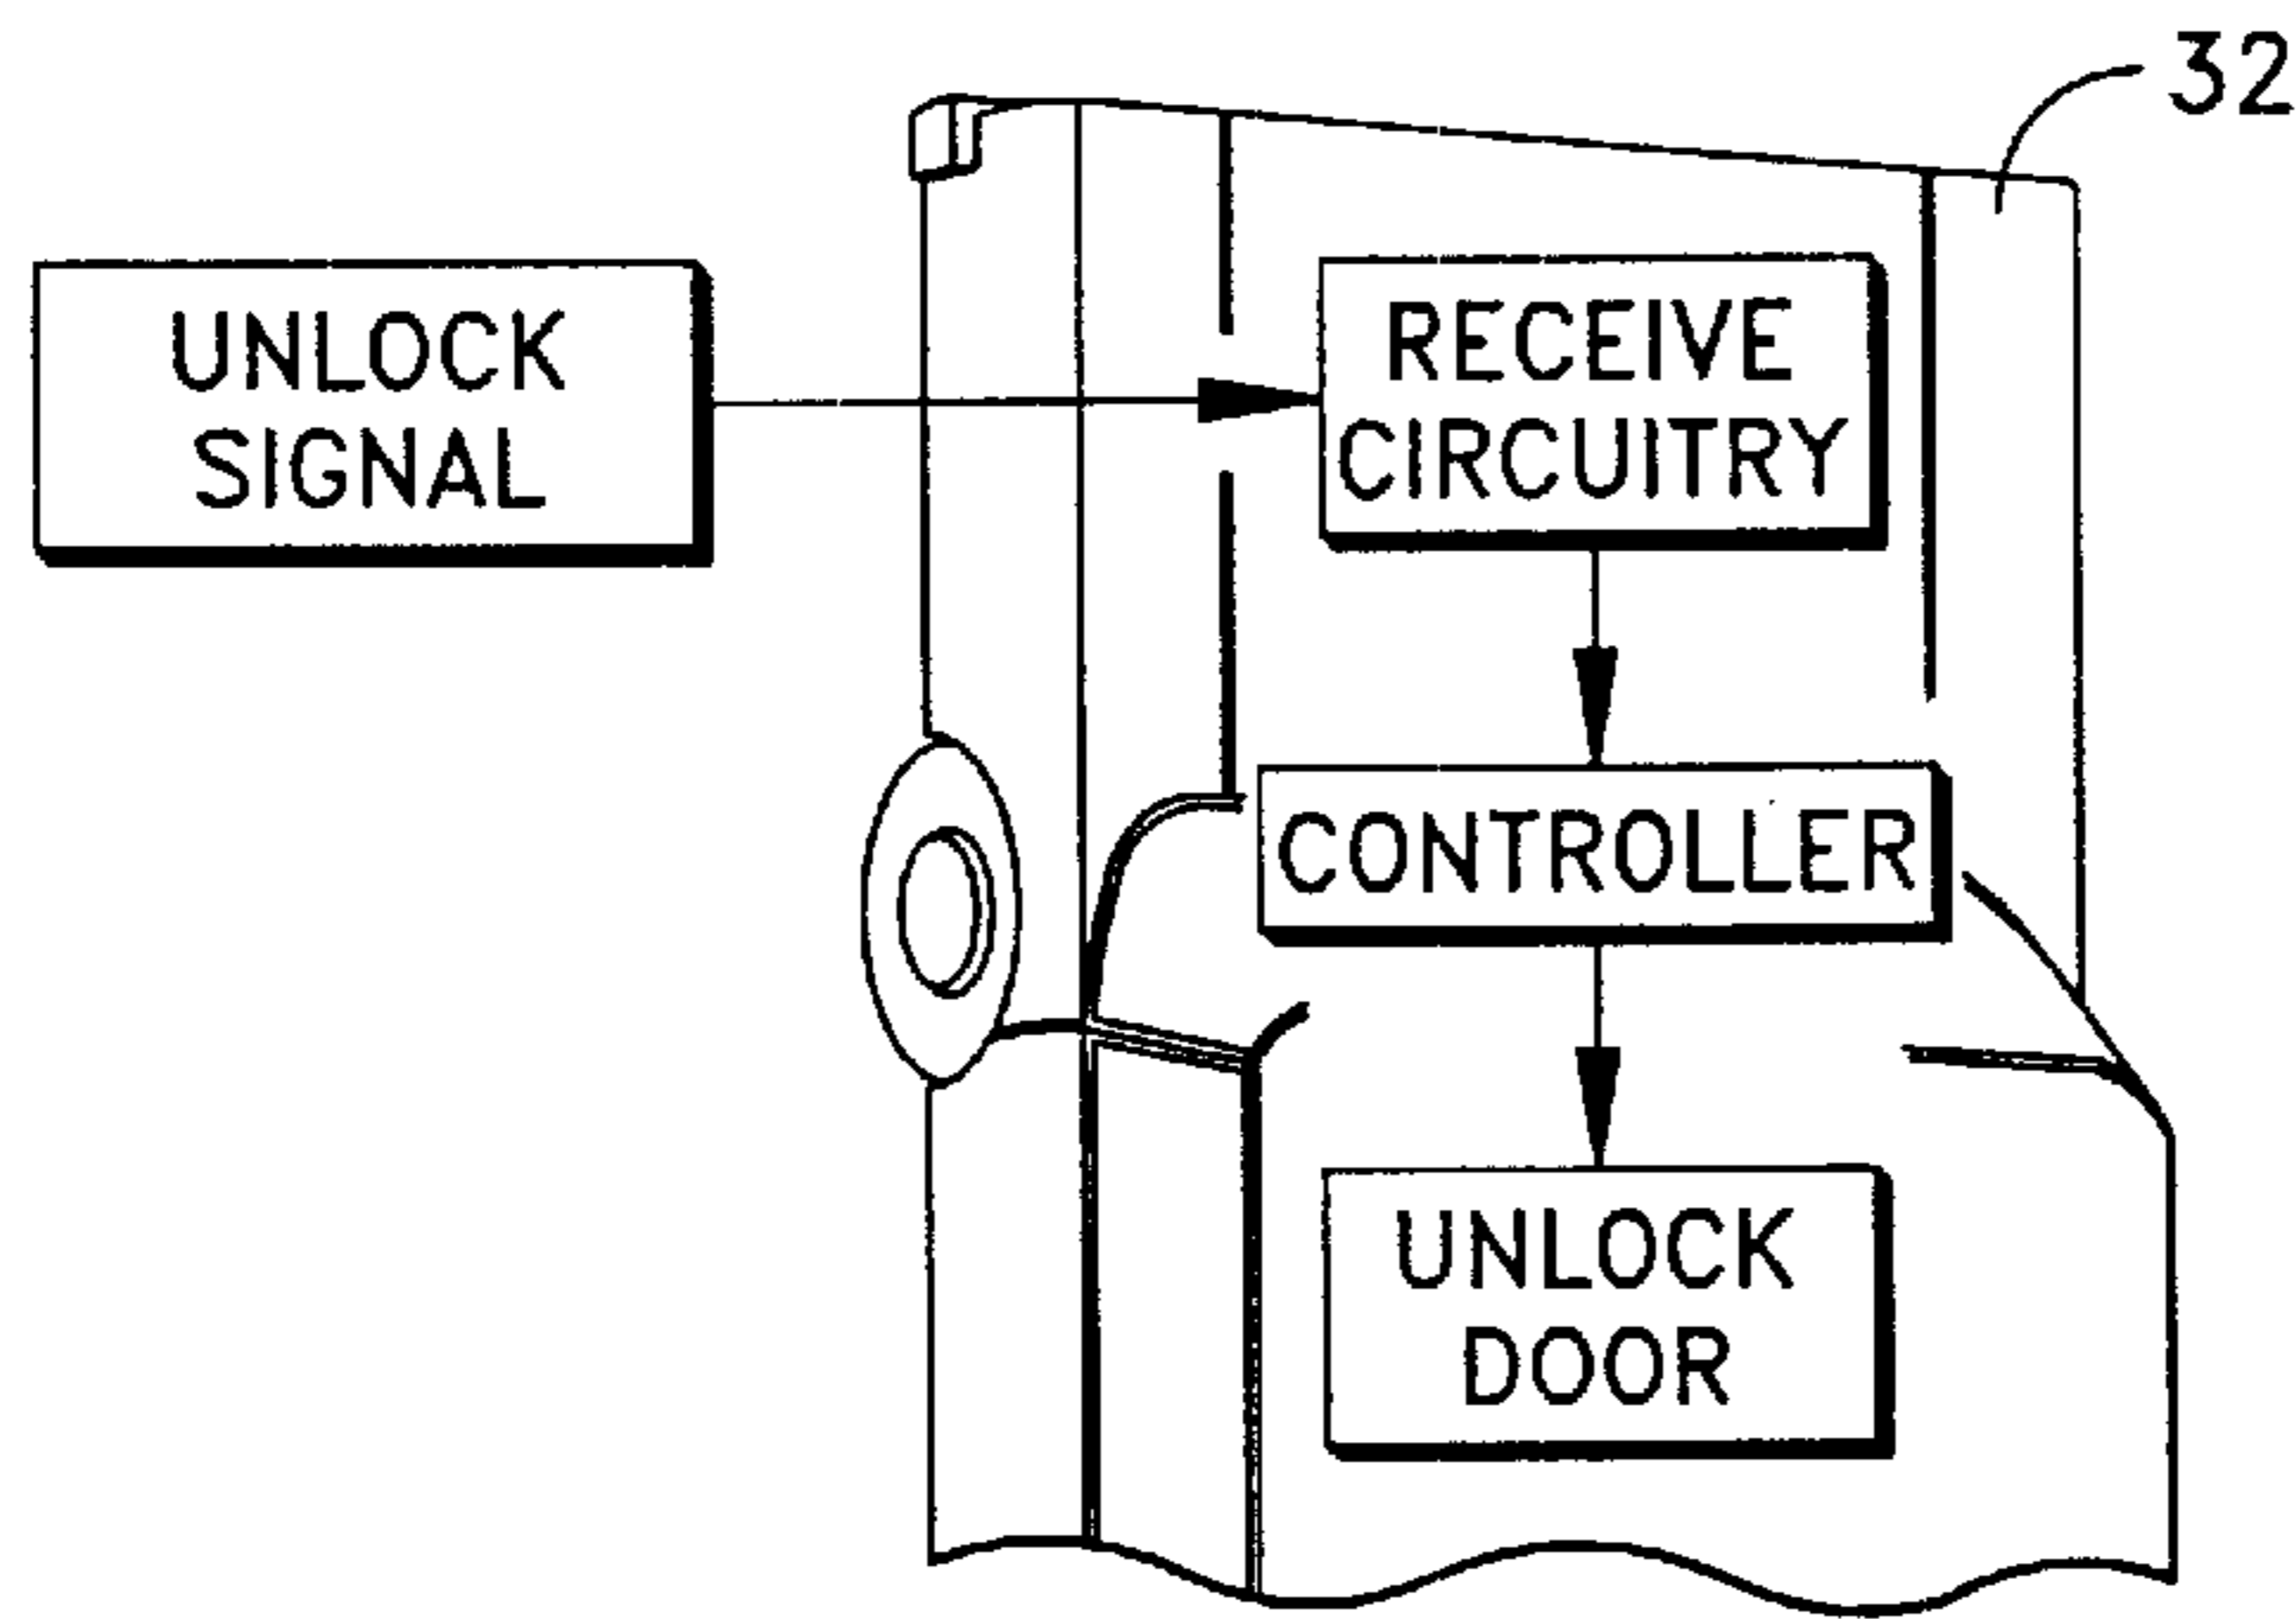 32
UNLOCK
SIGNAL
RECEIVE
CIRCUITRY
CONTROLLER
UNLOCK
DOOR